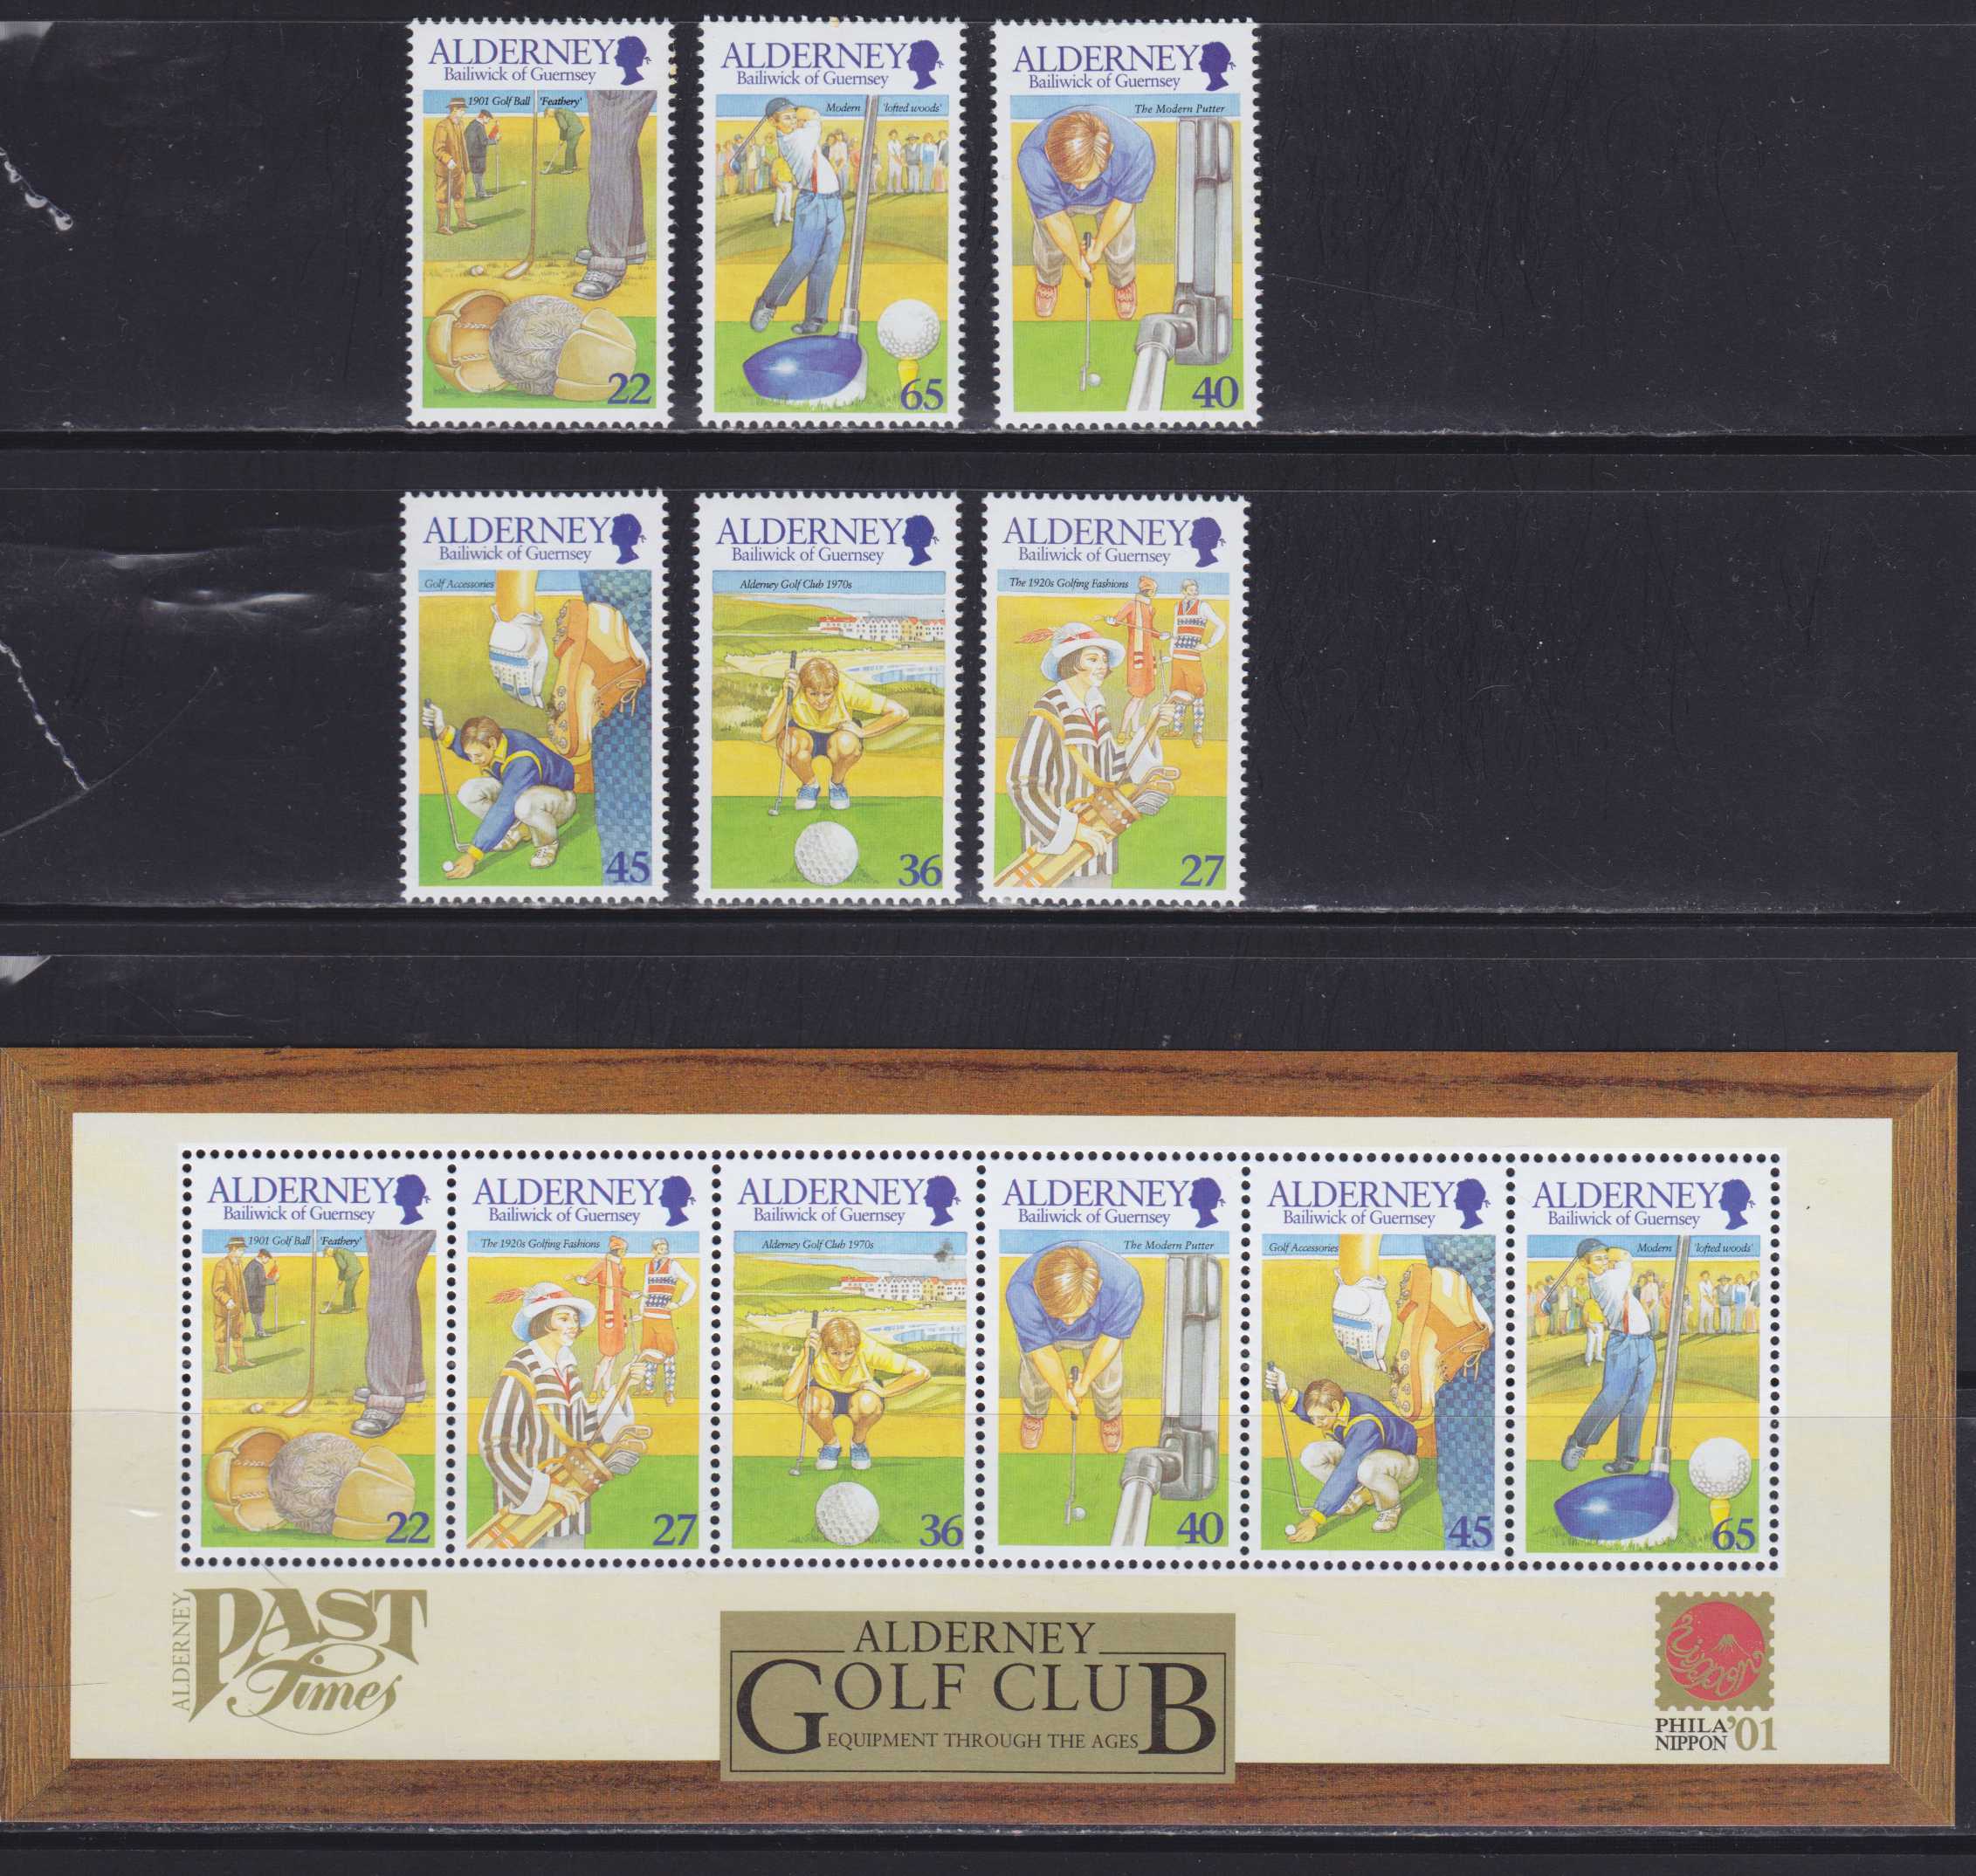 ALDERNEY
Bailiwick of Guernsey
1901 Golf Ball 'Feathery'
22
ALDERNEY
Bailiwick of Guernsey
Modern 'lofted woods'
65
ALDERNEY
Bailiwick of Guernsey
The Modern Putter
40
ALDERNEY
Bailiwick of Guernsey
Golf Accessories
45
ALDERNEY
Bailiwick of Guernsey
Alderney Golf Club 1970s
36
ALDERNEY
Bailiwick of Guernsey
The 1920s Golfing Fashions
27
ALDERNEY
Bailiwick of Guernsey
1901 Golf Ball 'Feathery'
22
ALDERNEY
Bailiwick of Guernsey
The 1920s Golfing Fashions
27
ALDERNEY
Bailiwick of Guernsey
Alderney Golf Club 1970s
36
ALDERNEY
Bailiwick of Guernsey
The Modern Putter
40
ALDERNEY
Bailiwick of Guernsey
Golf Accessories
45
ALDERNEY
Bailiwick of Guernsey
Modern 'lofted woods'
65
ALDERNEY
PAST
Times
ALDERNEY
GOLF CLUB
EQUIPMENT THROUGH THE AGES
Nippon
PHILA
NIPPON '01